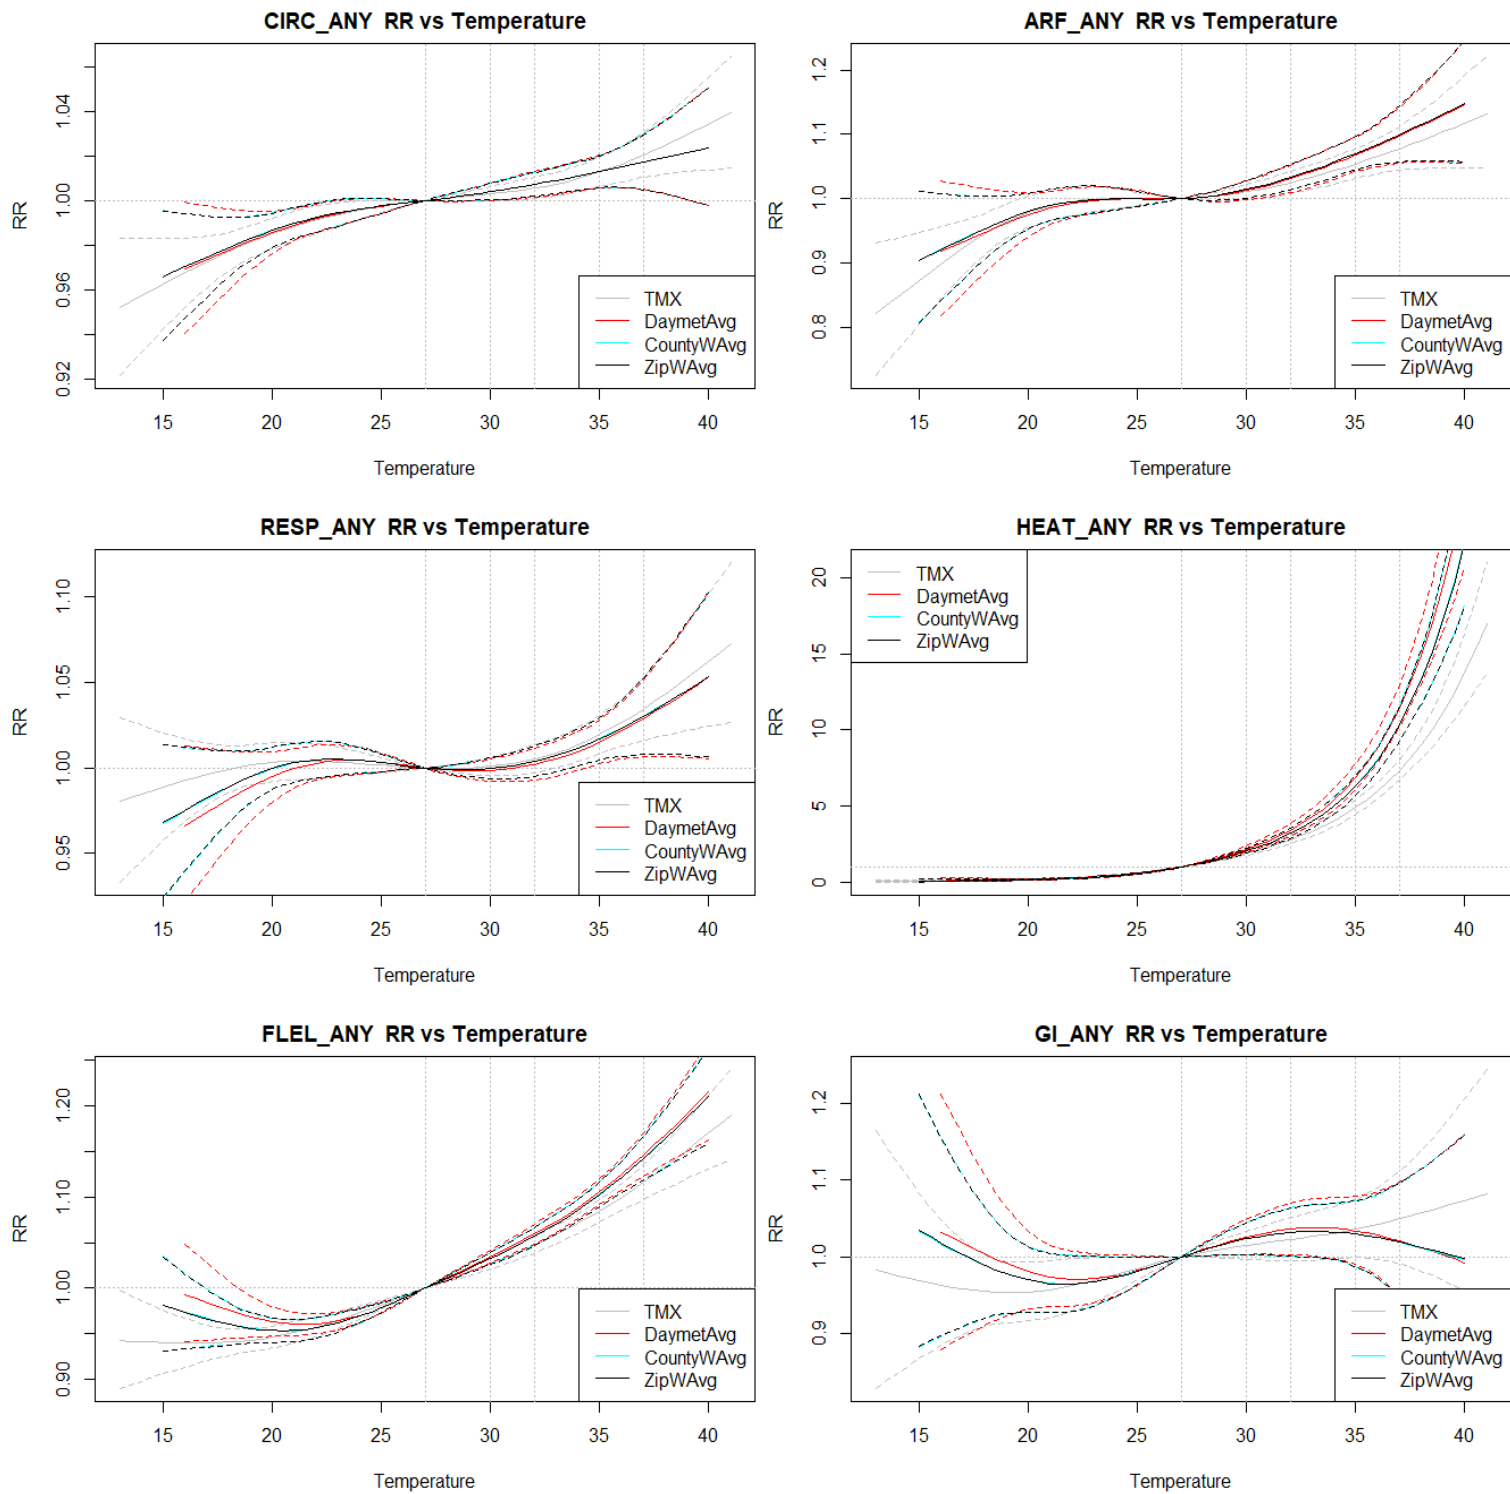 CIRC_ANY RR vs Temperature
RR
0.92
0.96
1.00
1.04
TMX
DaymetAvg
CountyWAvg
ZipWAvg
15 20 25 30 35 40
Temperature
ARF_ANY RR vs Temperature
RR
0.8
0.9
1.0
1.1
1.2
TMX
DaymetAvg
CountyWAvg
ZipWAvg
15 20 25 30 35 40
Temperature
RESP_ANY RR vs Temperature
RR
0.95
1.00
1.05
1.10
TMX
DaymetAvg
CountyWAvg
ZipWAvg
15 20 25 30 35 40
Temperature
HEAT_ANY RR vs Temperature
RR
0
5
10
15
20
TMX
DaymetAvg
CountyWAvg
ZipWAvg
15 20 25 30 35 40
Temperature
FLEL_ANY RR vs Temperature
RR
0.90
1.00
1.10
1.20
TMX
DaymetAvg
CountyWAvg
ZipWAvg
15 20 25 30 35 40
Temperature
GI_ANY RR vs Temperature
RR
0.9
1.0
1.1
1.2
TMX
DaymetAvg
CountyWAvg
ZipWAvg
15 20 25 30 35 40
Temperature